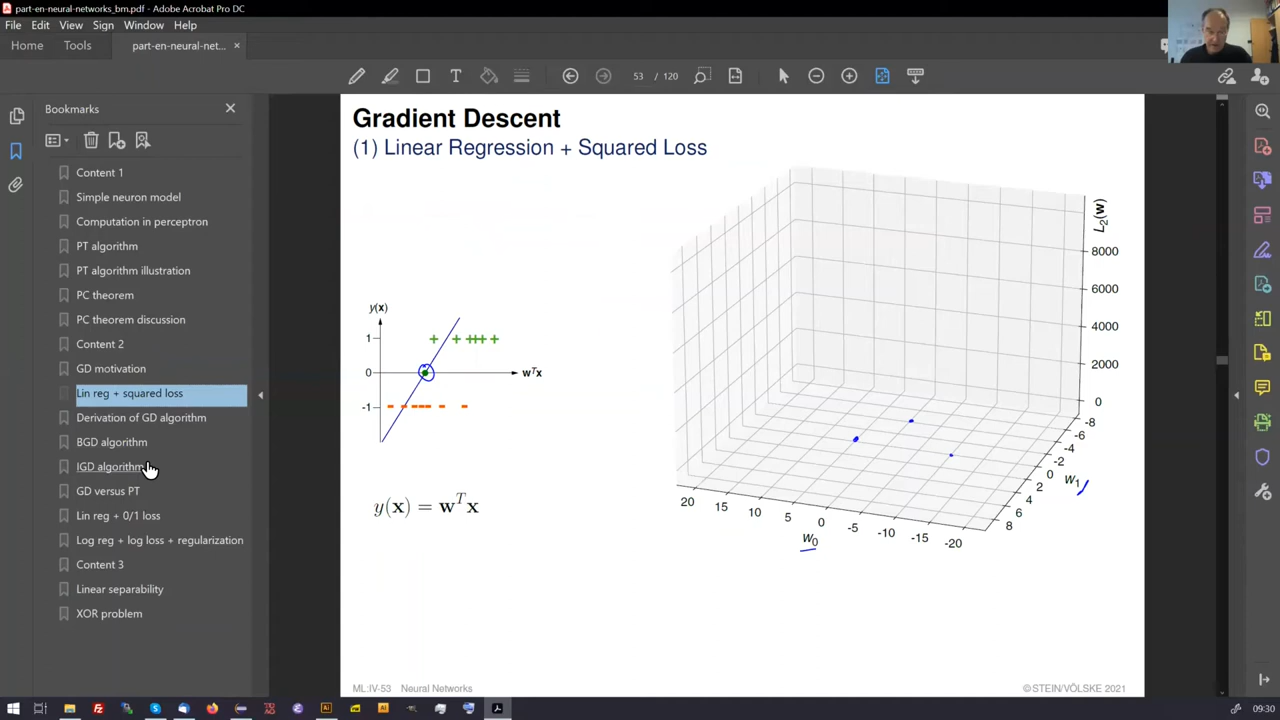 part-en-neural-networks_bm.pdf - Adobe Acrobat Pro DC
File Edit View Sign Window Help
Home Tools part-en-neural-net... ×
53 / 120
Bookmarks
Content 1
Simple neuron model
Computation in perceptron
PT algorithm
PT algorithm illustration
PC theorem
PC theorem discussion
Content 2
GD motivation
Lin reg + squared loss
Derivation of GD algorithm
BGD algorithm
IGD algorithm
GD versus PT
Lin reg + 0/1 loss
Log reg + log loss + regularization
Content 3
Linear separability
XOR problem
Gradient Descent
(1) Linear Regression + Squared Loss
y(x)
1
0
-1
wᵀx
y(x) = wᵀx
L₂(w)
8000
6000
4000
2000
0
-8
-6
-4
-2
0
2
4
6
8
w₁
20 15 10 5 0 -5 -10 -15 -20
w₀
ML:IV-53 Neural Networks
© STEIN/VÖLSKE 2021
09:30